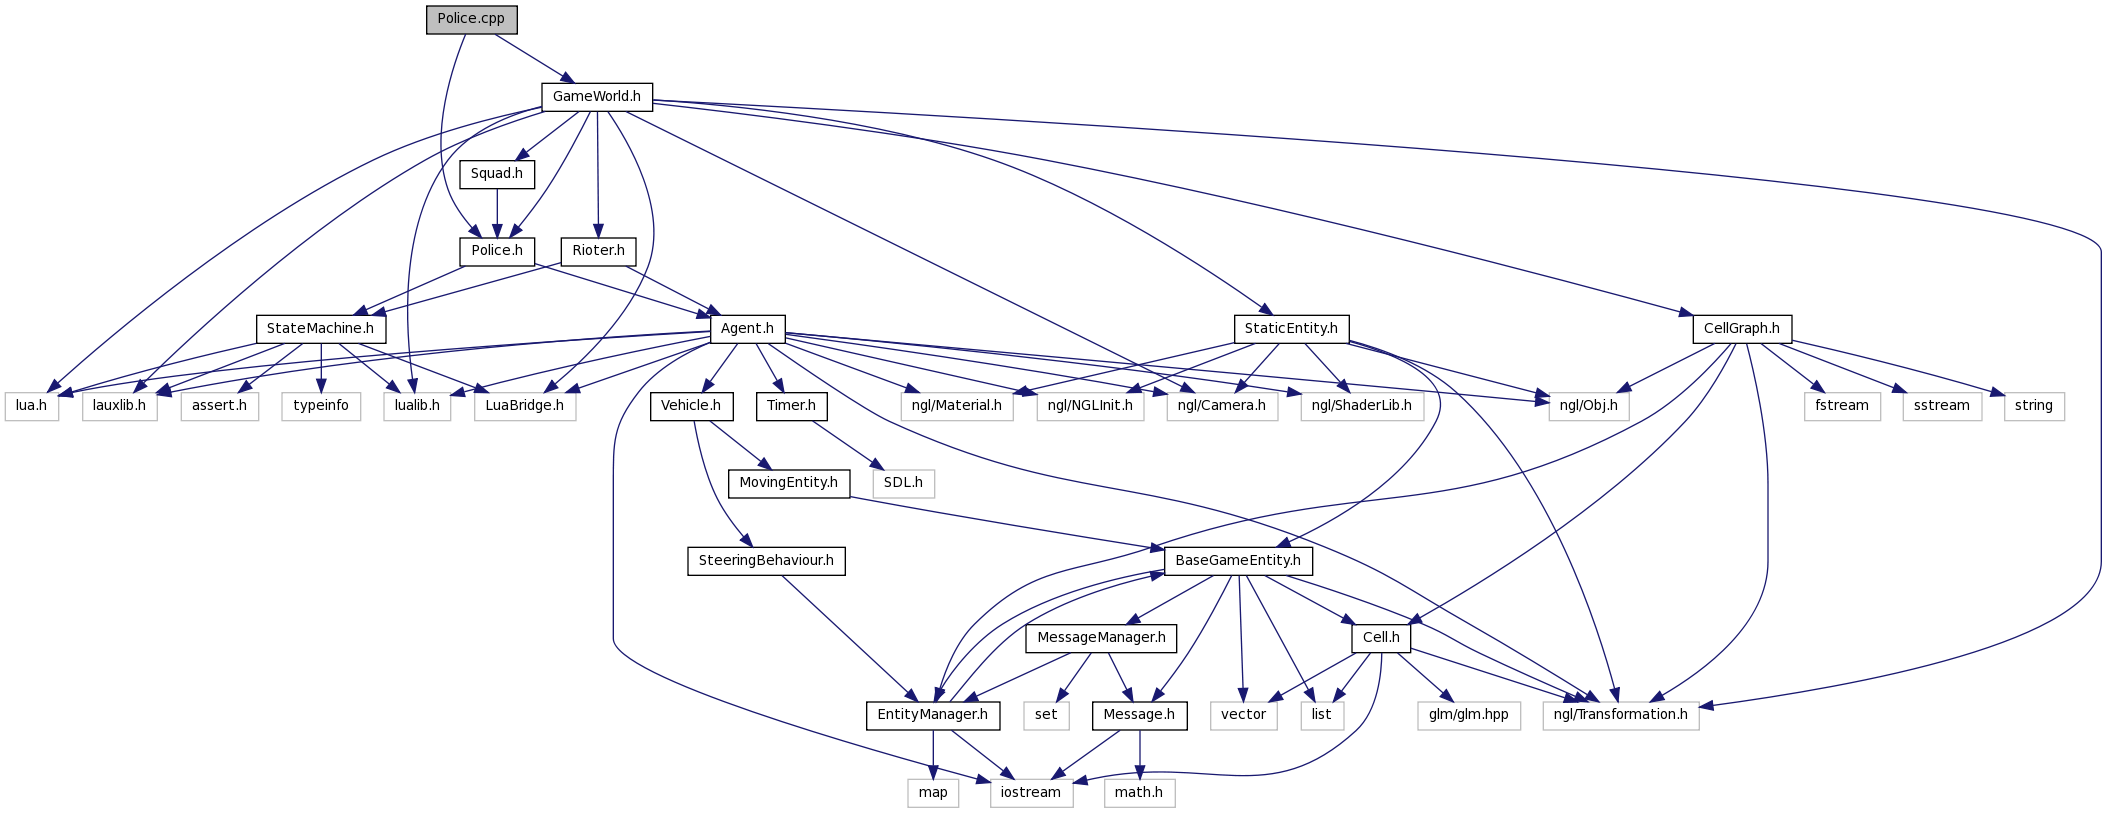 Police.cpp
GameWorld.h
Squad.h
Police.h
Rioter.h
StateMachine.h
Agent.h
StaticEntity.h
CellGraph.h
lua.h
lauxlib.h
assert.h
typeinfo
lualib.h
LuaBridge.h
Vehicle.h
Timer.h
ngl/Material.h
ngl/NGLInit.h
ngl/Camera.h
ngl/ShaderLib.h
ngl/Obj.h
fstream
sstream
string
MovingEntity.h
SDL.h
SteeringBehaviour.h
BaseGameEntity.h
MessageManager.h
Cell.h
EntityManager.h
set
Message.h
vector
list
glm/glm.hpp
ngl/Transformation.h
map
iostream
math.h